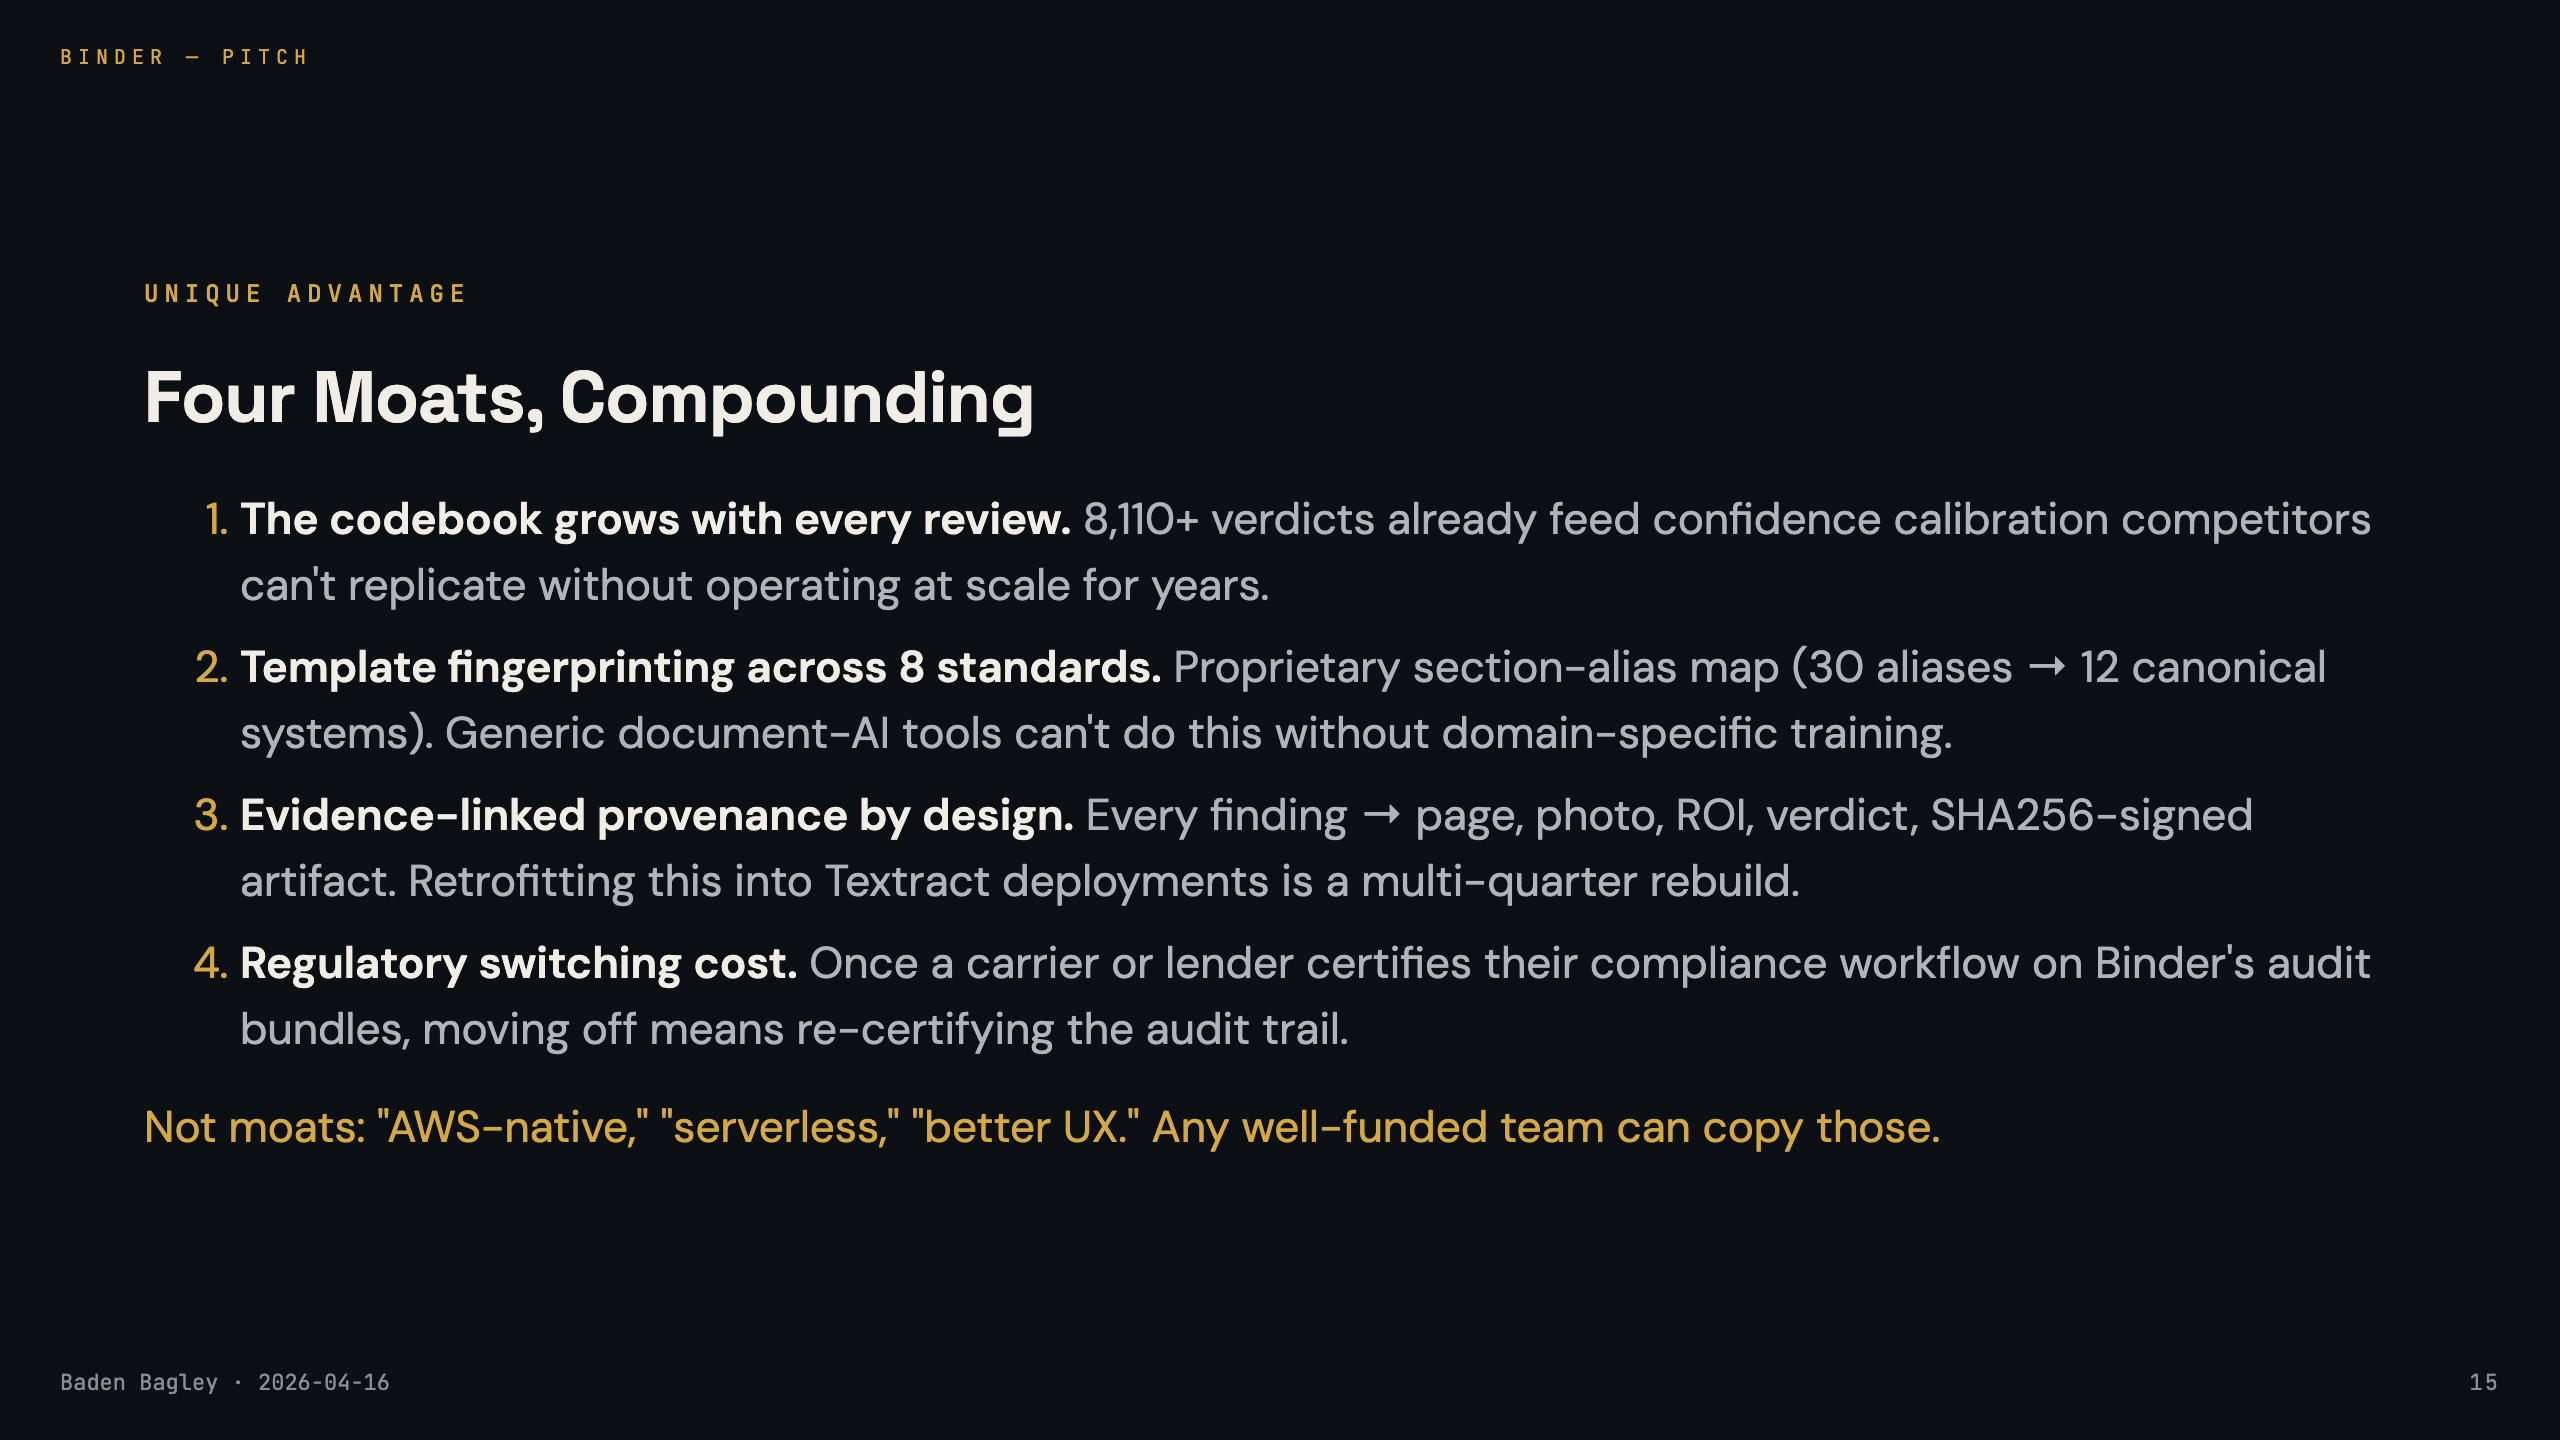 BINDER — PITCH
UNIQUE ADVANTAGE
Four Moats, Compounding
1. The codebook grows with every review. 8,110+ verdicts already feed confidence calibration competitors
can't replicate without operating at scale for years.
2. Template fingerprinting across 8 standards. Proprietary section-alias map (30 aliases → 12 canonical
systems). Generic document-AI tools can't do this without domain-specific training.
3. Evidence-linked provenance by design. Every finding → page, photo, ROI, verdict, SHA256-signed
artifact. Retrofitting this into Textract deployments is a multi-quarter rebuild.
4. Regulatory switching cost. Once a carrier or lender certifies their compliance workflow on Binder's audit
bundles, moving off means re-certifying the audit trail.
Not moats: "AWS-native," "serverless," "better UX." Any well-funded team can copy those.
Baden Bagley · 2026-04-16
15